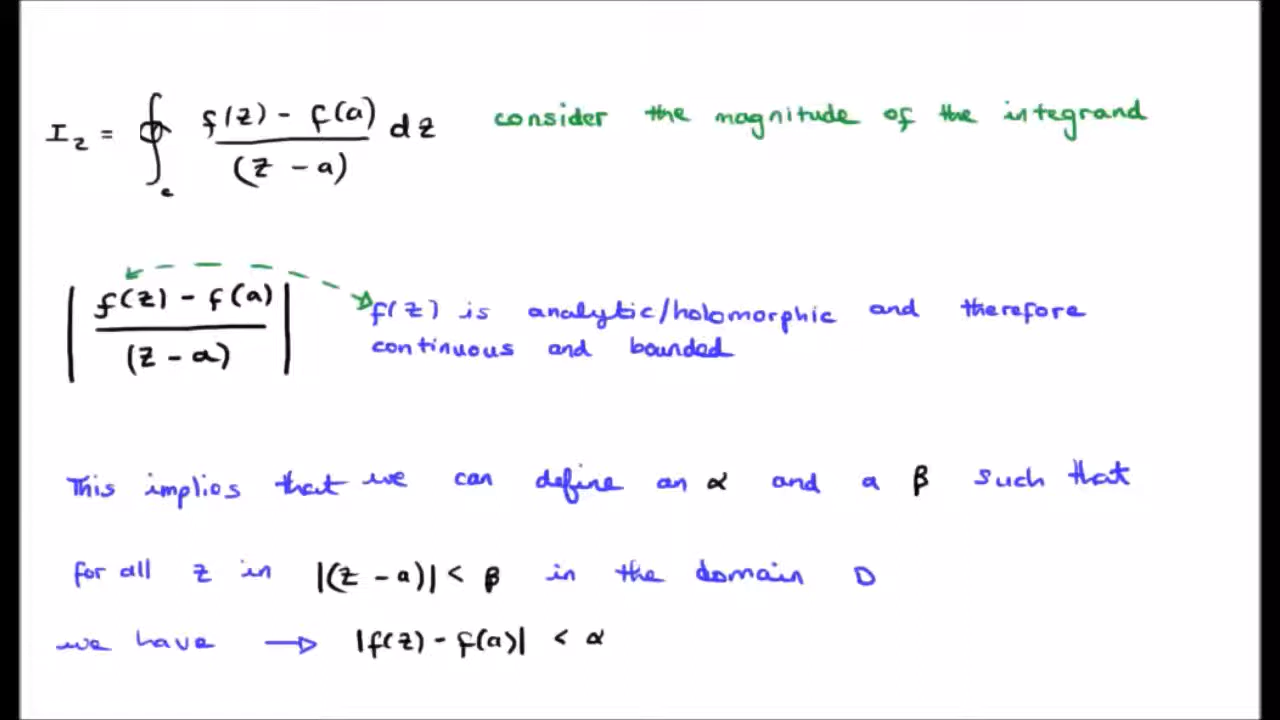 I₂ = ∮_c (f(z) - f(a))/(z - a) dz consider the magnitude of the integrand
|(f(z) - f(a))/(z - a)| f(z) is analytic/holomorphic and therefore
continuous and bounded
This implies that we can define an α and a β such that
for all z in |(z - a)| < β in the domain D
we have → |f(z) - f(a)| < α